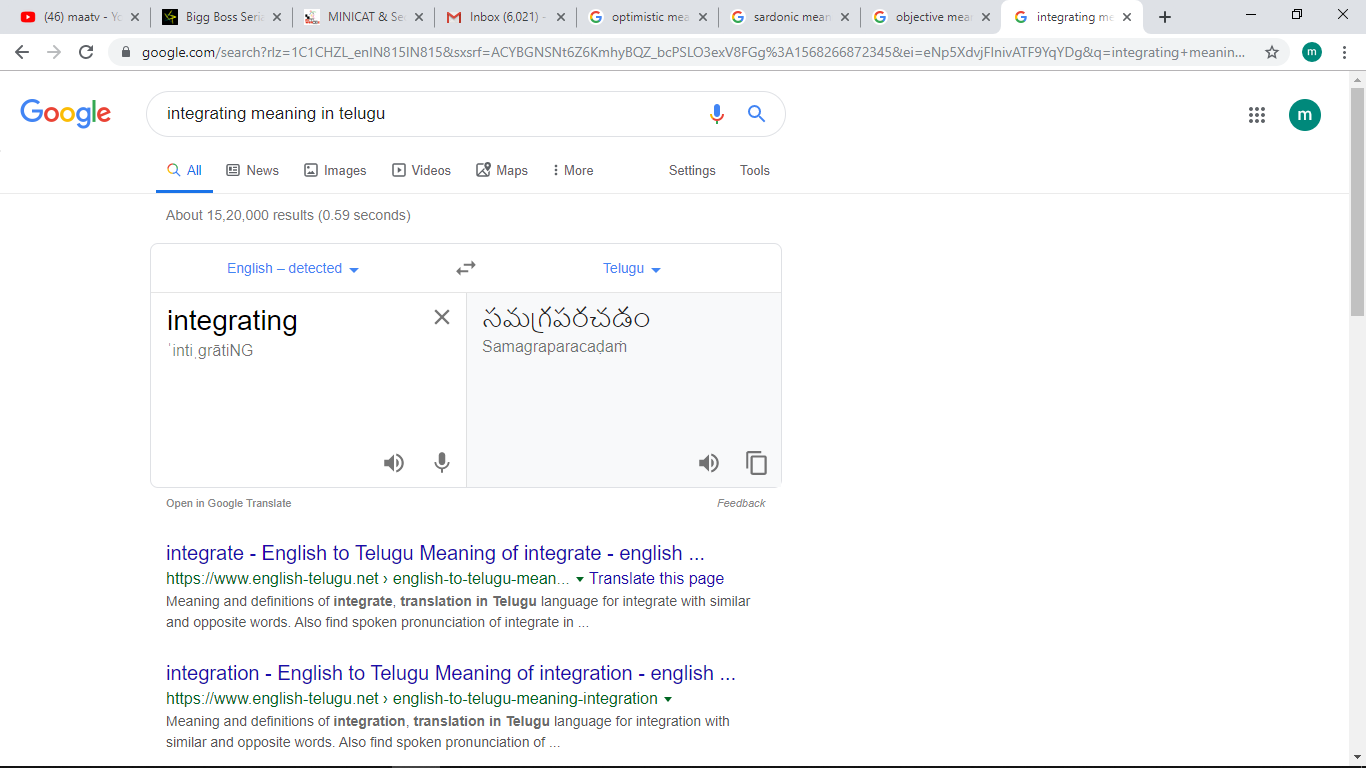 (46) maatv - Yo
Bigg Boss Seria
MINICAT & Se
Inbox (6,021) -
optimistic mea
sardonic mean
objective mean
integrating me
google.com/search?rlz=1C1CHZL_enIN815IN815&sxsrf=ACYBGNSNt6Z6KmhyBQZ_bcPSLO3exV8FGg%3A1568266872345&ei=eNp5XdvjFInivATF9YqYDg&q=integrating+meanin...
m
Google
integrating meaning in telugu
m
All News Images Videos Maps More Settings Tools
About 15,20,000 results (0.59 seconds)
English – detected
Telugu
integrating
ˈintiˌgrātiNG
సమగ్రపరచడం
Samagraparacaḍaṁ
Open in Google Translate
Feedback
integrate - English to Telugu Meaning of integrate - english ...
https://www.english-telugu.net › english-to-telugu-mean... Translate this page
Meaning and definitions of integrate, translation in Telugu language for integrate with similar
and opposite words. Also find spoken pronunciation of integrate in ...
integration - English to Telugu Meaning of integration - english ...
https://www.english-telugu.net › english-to-telugu-meaning-integration
Meaning and definitions of integration, translation in Telugu language for integration with
similar and opposite words. Also find spoken pronunciation of ...